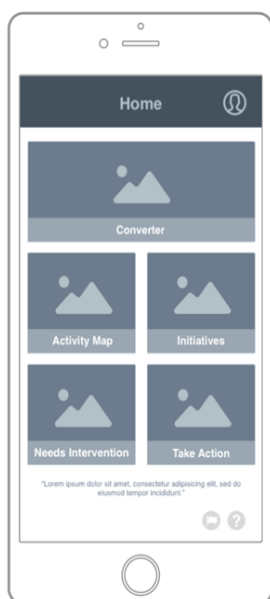 Home
Converter
Activity Map
Initiatives
Needs Intervention
Take Action
"Lorem ipsum dolor sit amet, consectetur adipisicing elit, sed do
eiusmod tempor incididunt."
?